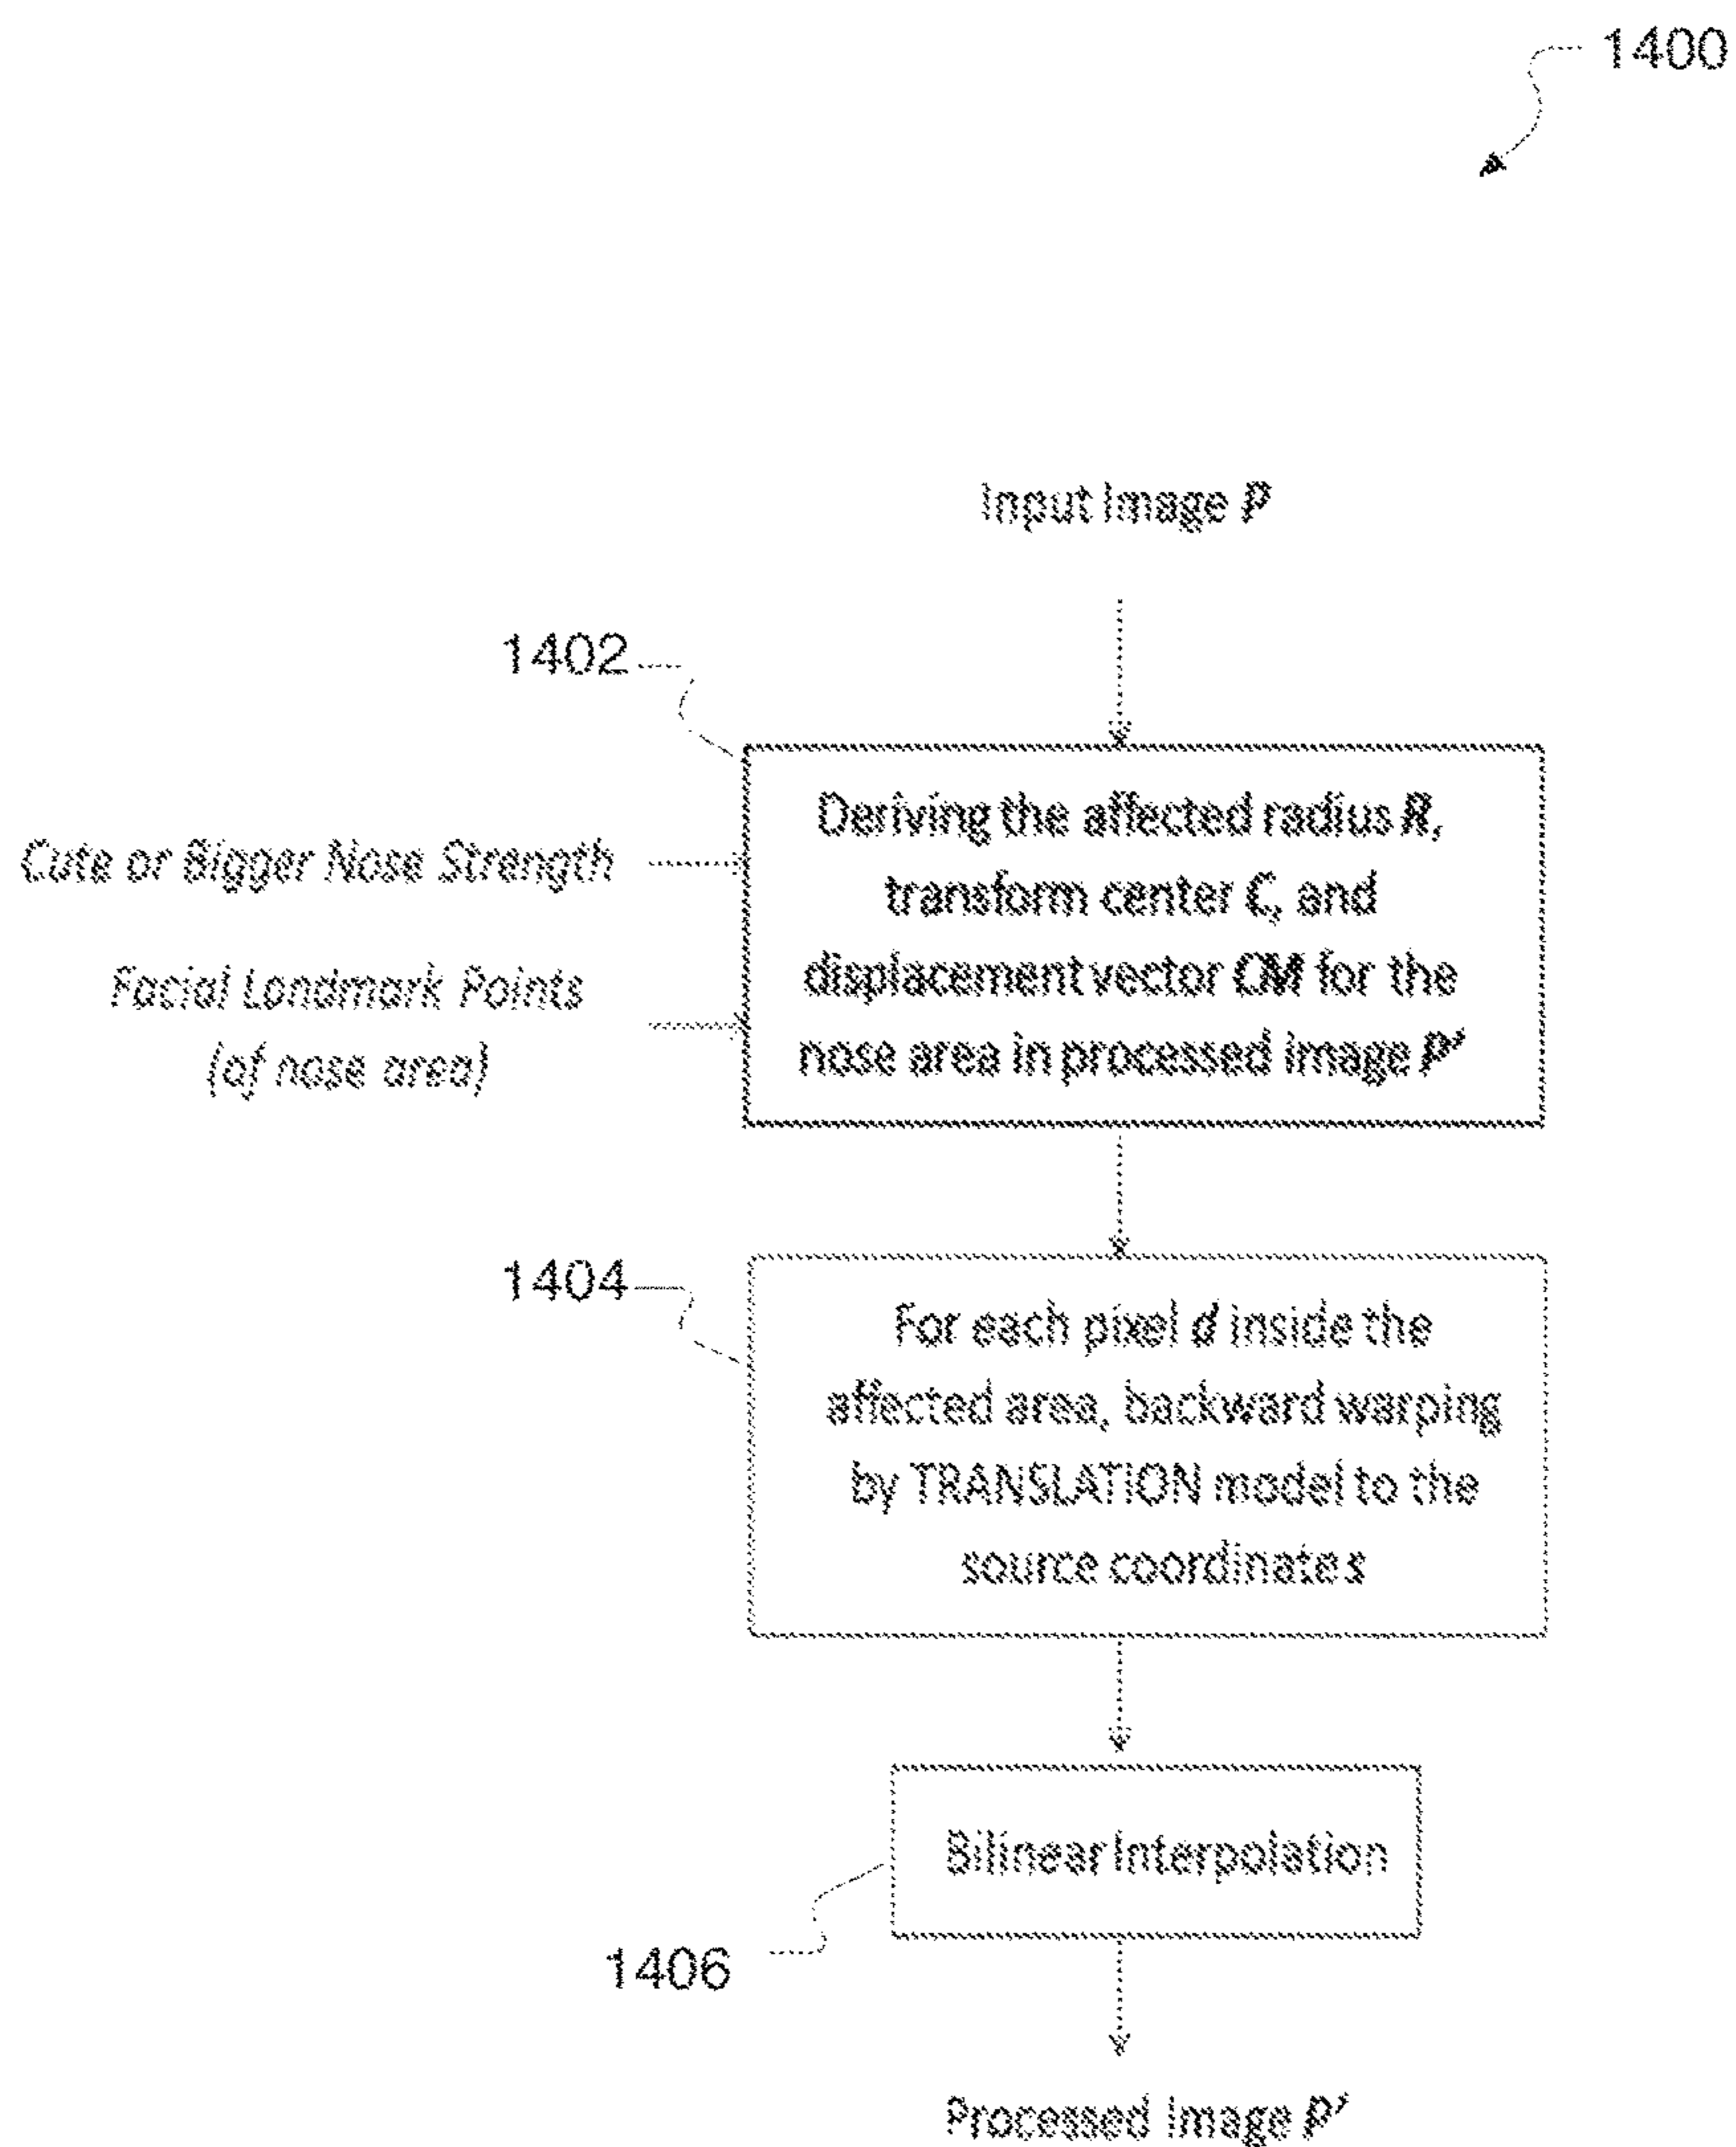 1400
Input Image P
1402
Deriving the affected radius R,
transform center C, and
displacement vector CM for the
nose area in processed image P'
Cute or Bigger Nose Strength
Facial Landmark Points
(of nose area)
1404
For each pixel d inside the
affected area, backward warping
by TRANSLATION model to the
source coordinate s
Bilinear Interpolation
1406
Processed Image P'